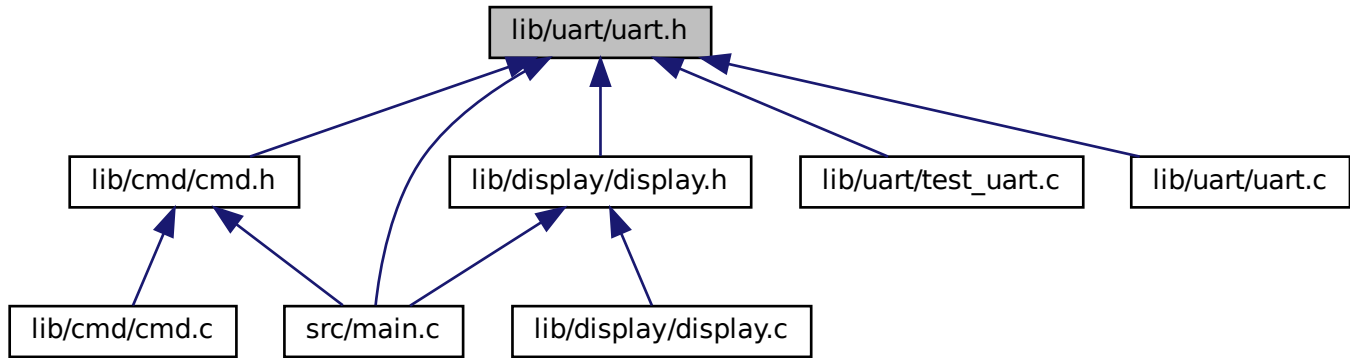 lib/uart/uart.h
lib/cmd/cmd.h
lib/display/display.h
lib/uart/test_uart.c
lib/uart/uart.c
lib/cmd/cmd.c
src/main.c
lib/display/display.c